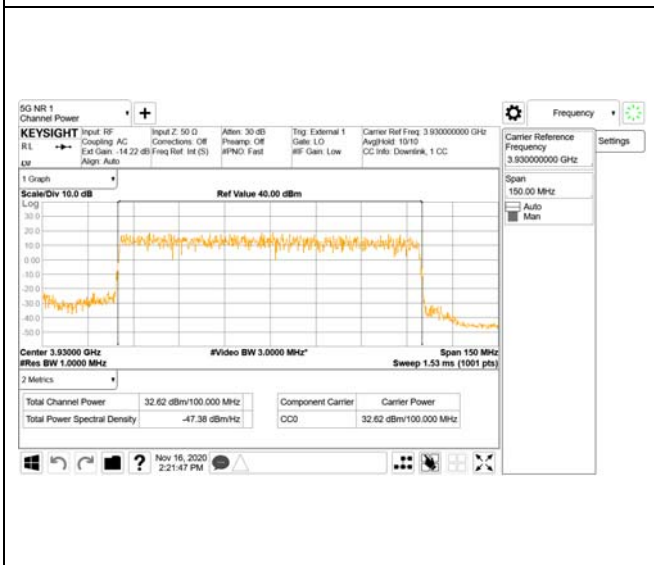 5G NR 1
Channel Power
+
Frequency
KEYSIGHT
RL
Input: RF
Coupling: AC
Ext Gain: -14.22 dB
Align: Auto
Input Z: 50 Ω
Corrections: Off
Freq Ref: Int (S)
Atten: 30 dB
Preamp: Off
#PNO: Fast
Trig: External 1
Gate: LO
#IF Gain: Low
Carrier Ref Freq: 3.930000000 GHz
Avg|Hold: 10/10
CC Info: Downlink, 1 CC
Carrier Reference
Frequency
3.930000000 GHz
Settings
Span
150.00 MHz
Auto
Man
1 Graph
Scale/Div 10.0 dB
Ref Value 40.00 dBm
Log
30.0
20.0
10.0
0.00
-10.0
-20.0
-30.0
-40.0
-50.0
Center 3.93000 GHz
#Video BW 3.0000 MHz*
Span 150 MHz
#Res BW 1.0000 MHz
Sweep 1.53 ms (1001 pts)
2 Metrics
Total Channel Power 32.62 dBm/100.000 MHz
Total Power Spectral Density -47.38 dBm/Hz
Component Carrier Carrier Power
CC0 32.62 dBm/100.000 MHz
?
Nov 16, 2020
2:21:47 PM